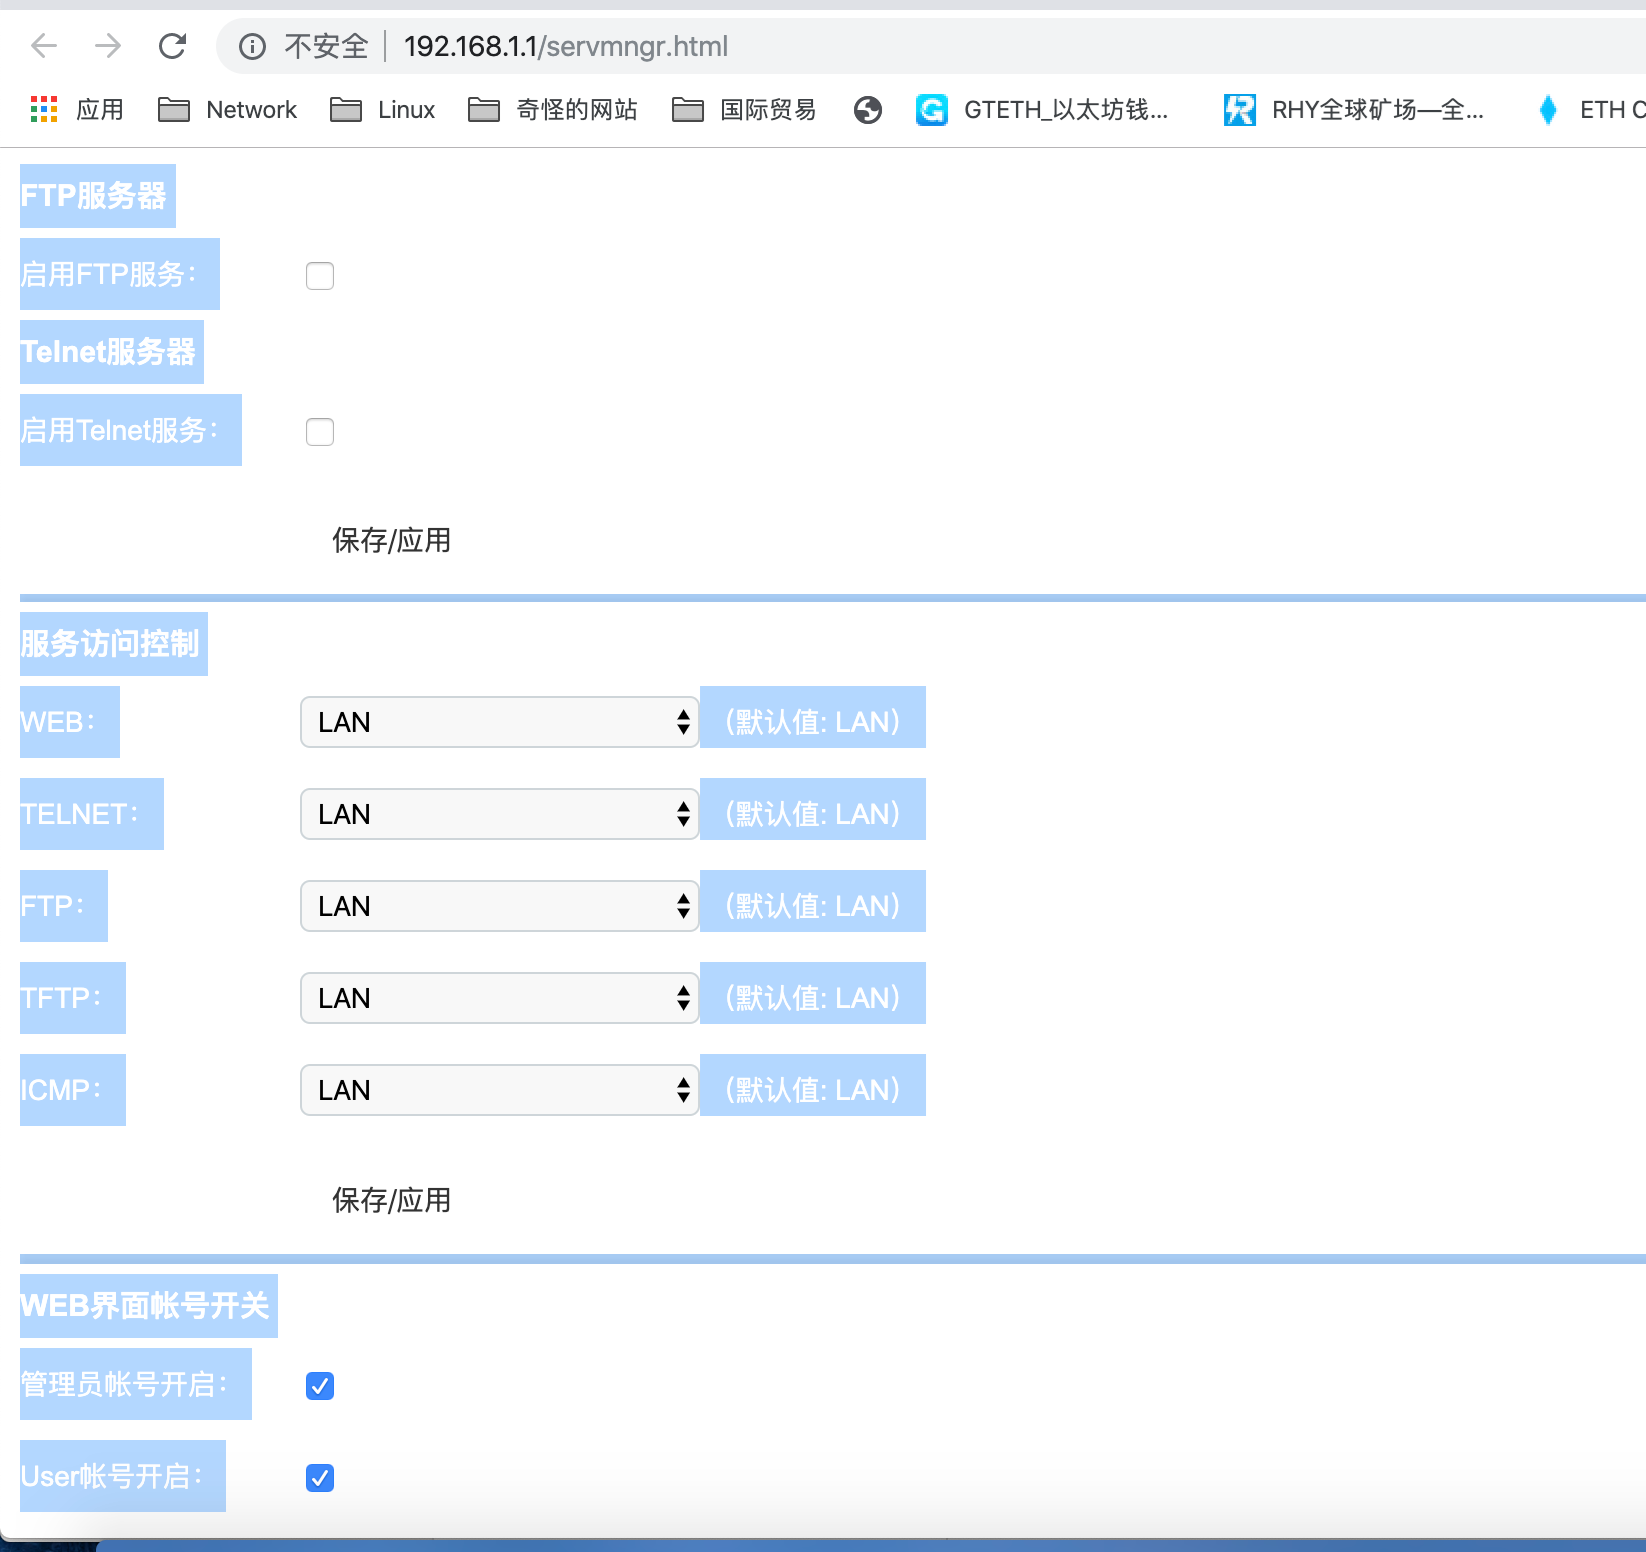 不安全 192.168.1.1/servmngr.html
应用 Network Linux 奇怪的网站 国际贸易 GTETH_以太坊钱... RHY全球矿场—全... ETH
FTP服务器
启用FTP服务：
Telnet服务器
启用Telnet服务：
保存/应用
服务访问控制
WEB： LAN （默认值: LAN）
TELNET： LAN （默认值: LAN）
FTP： LAN （默认值: LAN）
TFTP： LAN （默认值: LAN）
ICMP： LAN （默认值: LAN）
保存/应用
WEB界面帐号开关
管理员帐号开启：
User帐号开启：